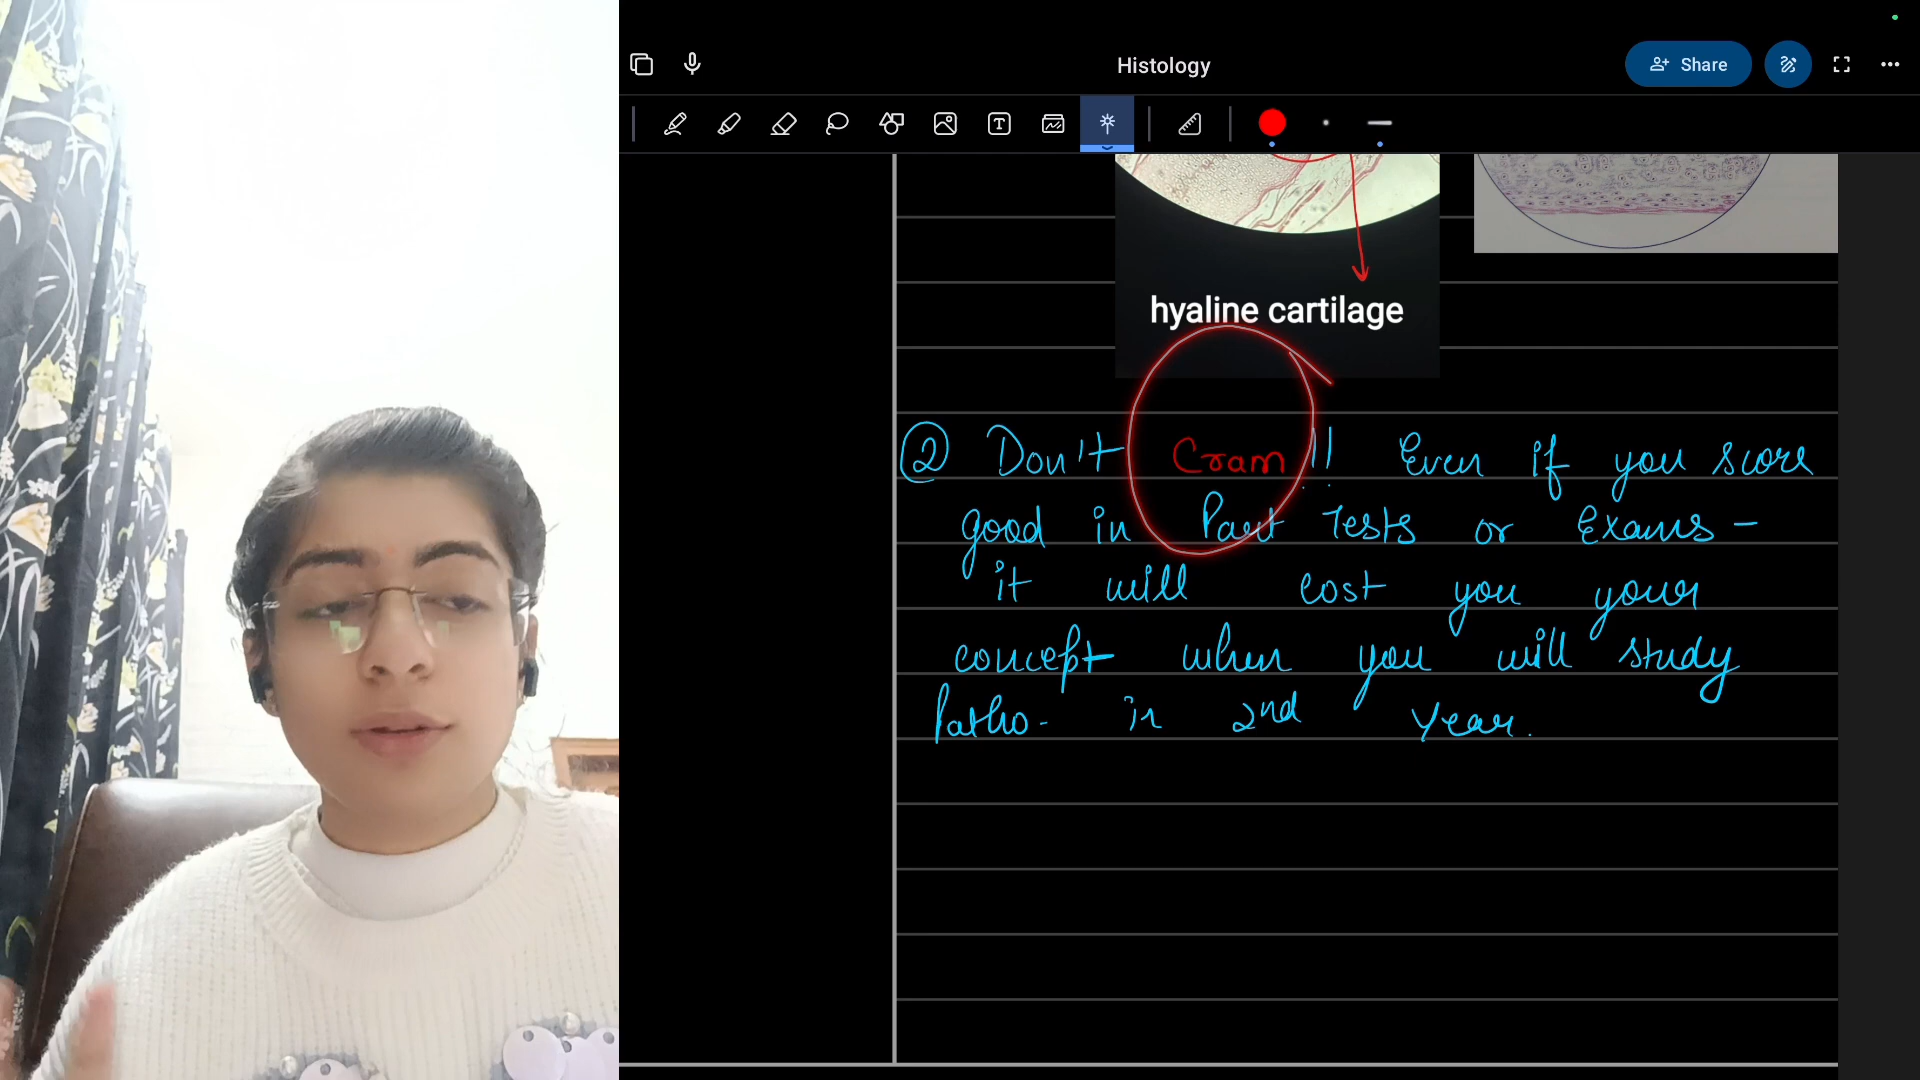 Histology
Share
hyaline cartilage
② Don't Cram!! Even if you score
good in Part Tests or Exams -
it will cost you your
concept when you will study
Patho- in 2nd Year.